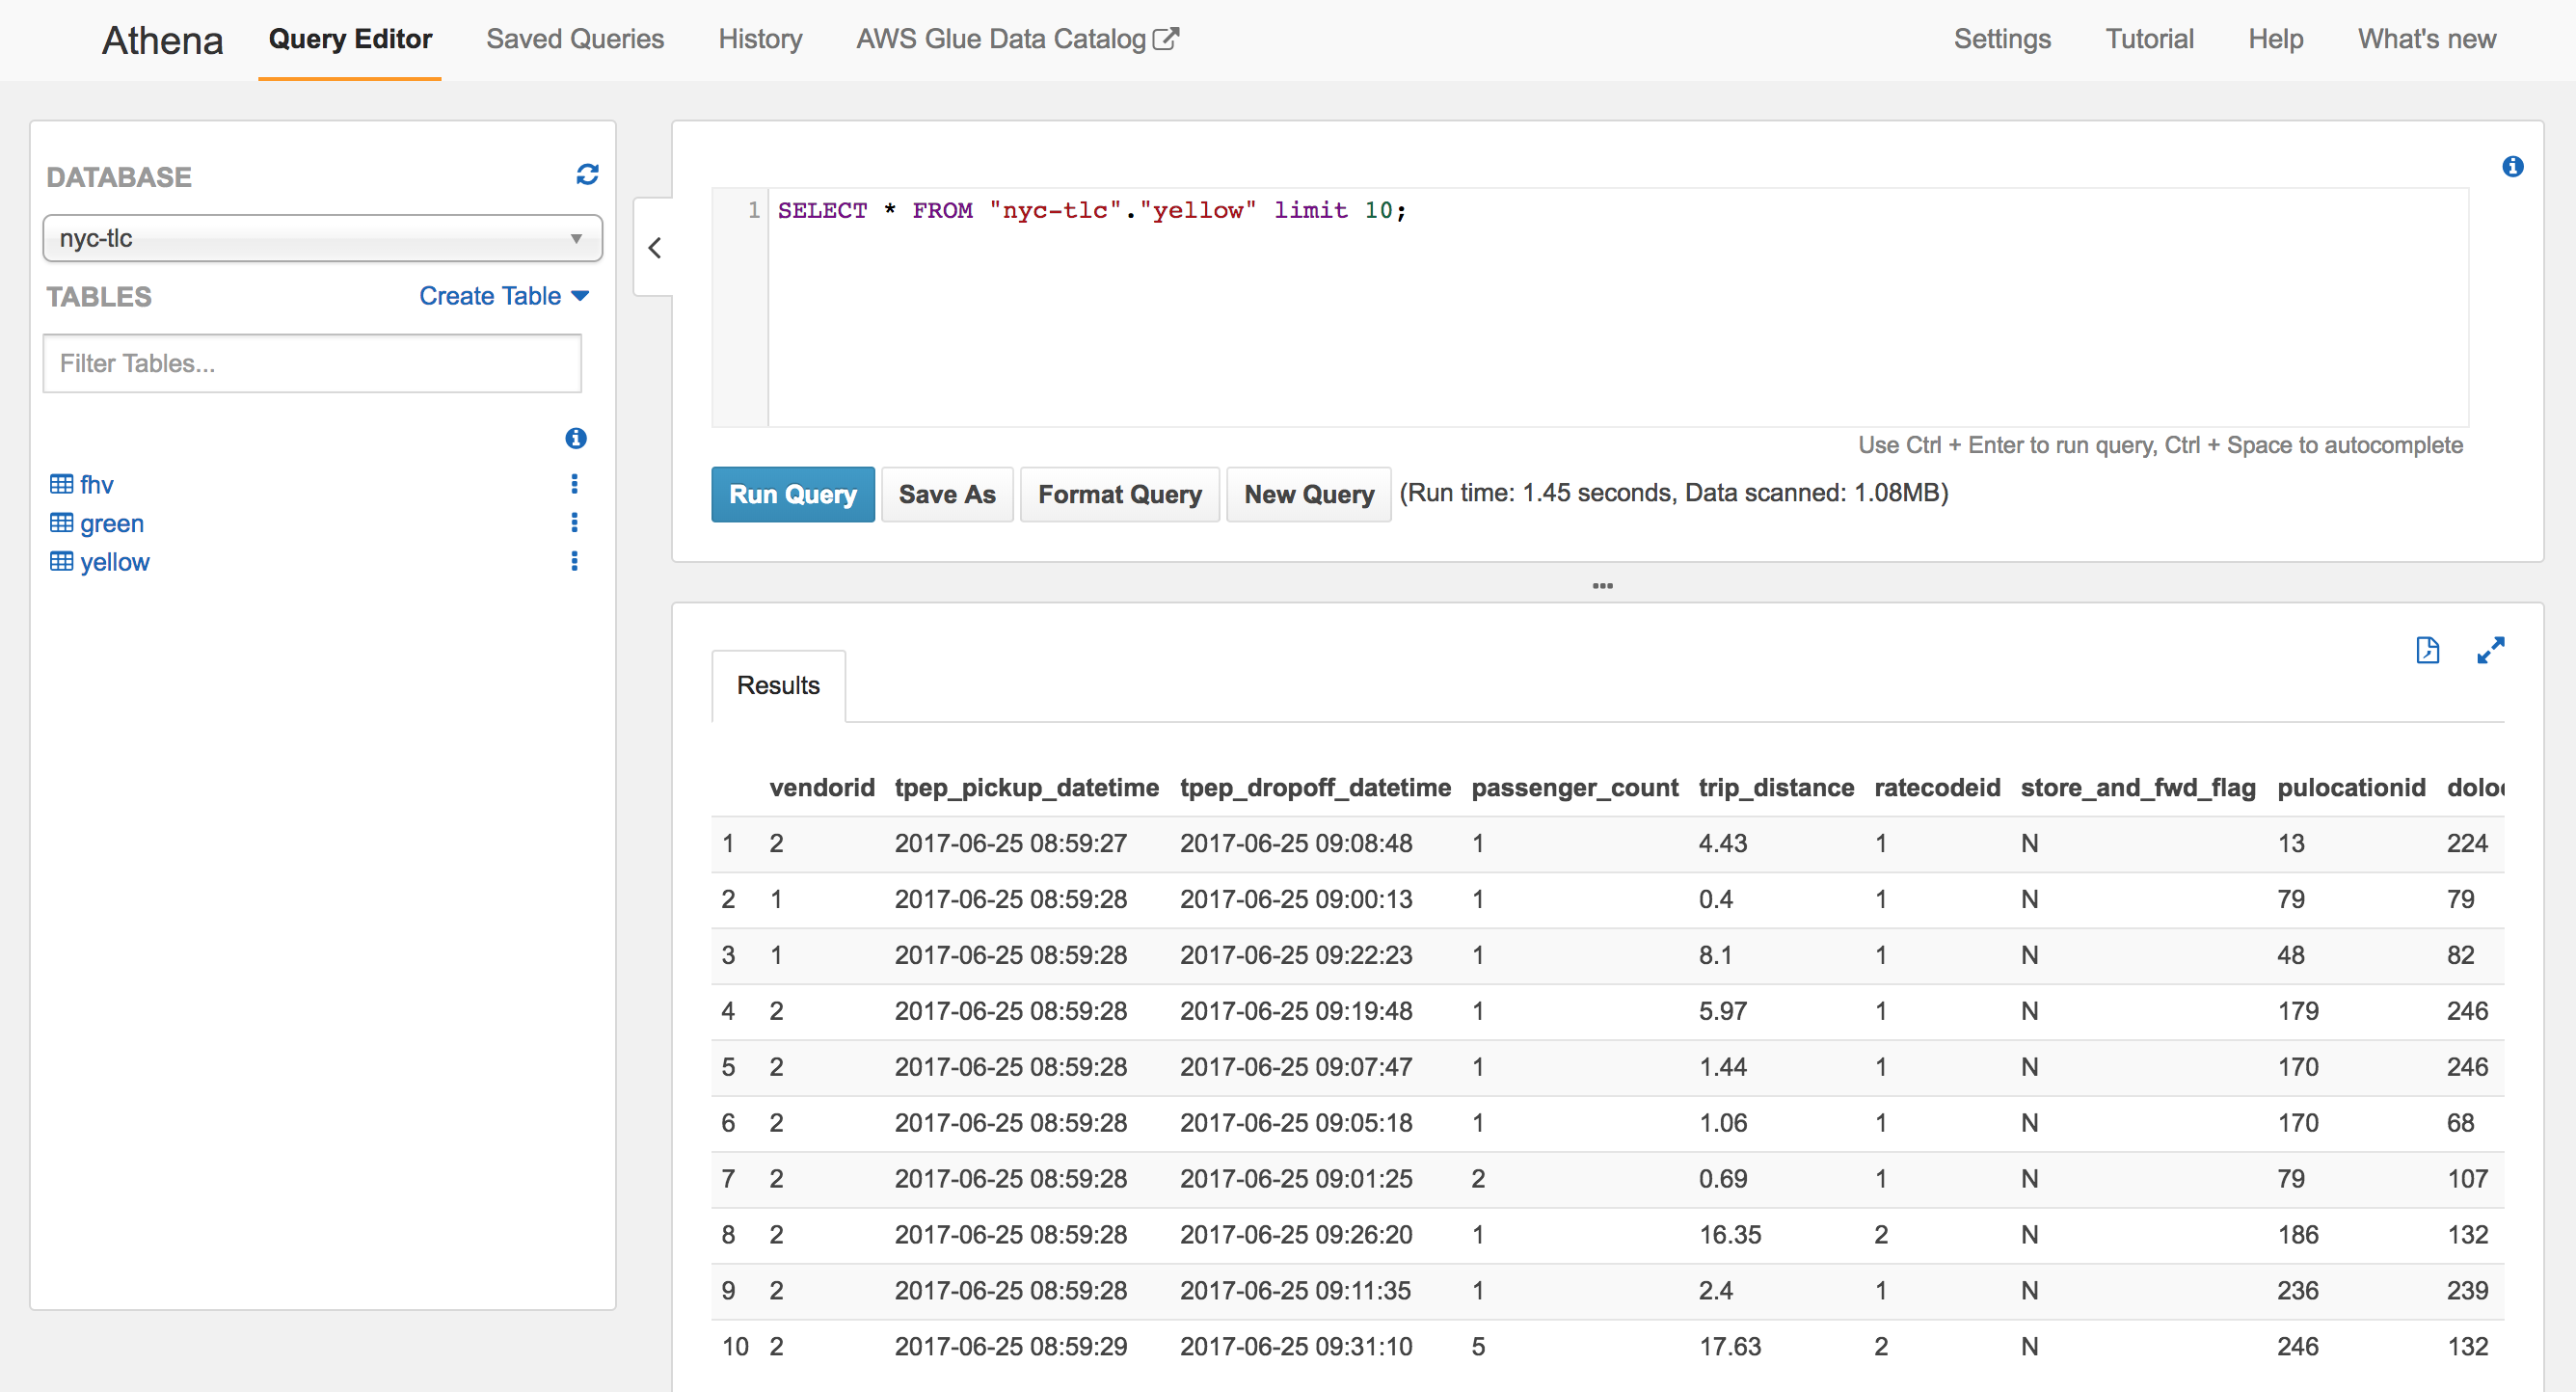 Athena Query Editor Saved Queries History AWS Glue Data Catalog Settings Tutorial Help What's new
DATABASE
nyc-tlc
TABLES Create Table
Filter Tables...
fhv
green
yellow
1 SELECT * FROM "nyc-tlc"."yellow" limit 10;
Use Ctrl + Enter to run query, Ctrl + Space to autocomplete
Run Query Save As Format Query New Query (Run time: 1.45 seconds, Data scanned: 1.08MB)
Results
vendorid tpep_pickup_datetime tpep_dropoff_datetime passenger_count trip_distance ratecodeid store_and_fwd_flag pulocationid
1 2 2017-06-25 08:59:27 2017-06-25 09:08:48 1 4.43 1 N 13 224
2 1 2017-06-25 08:59:28 2017-06-25 09:00:13 1 0.4 1 N 79 79
3 1 2017-06-25 08:59:28 2017-06-25 09:22:23 1 8.1 1 N 48 82
4 2 2017-06-25 08:59:28 2017-06-25 09:19:48 1 5.97 1 N 179 246
5 2 2017-06-25 08:59:28 2017-06-25 09:07:47 1 1.44 1 N 170 246
6 2 2017-06-25 08:59:28 2017-06-25 09:05:18 1 1.06 1 N 170 68
7 2 2017-06-25 08:59:28 2017-06-25 09:01:25 2 0.69 1 N 79 107
8 2 2017-06-25 08:59:28 2017-06-25 09:26:20 1 16.35 2 N 186 132
9 2 2017-06-25 08:59:28 2017-06-25 09:11:35 1 2.4 1 N 236 239
10 2 2017-06-25 08:59:29 2017-06-25 09:31:10 5 17.63 2 N 246 132